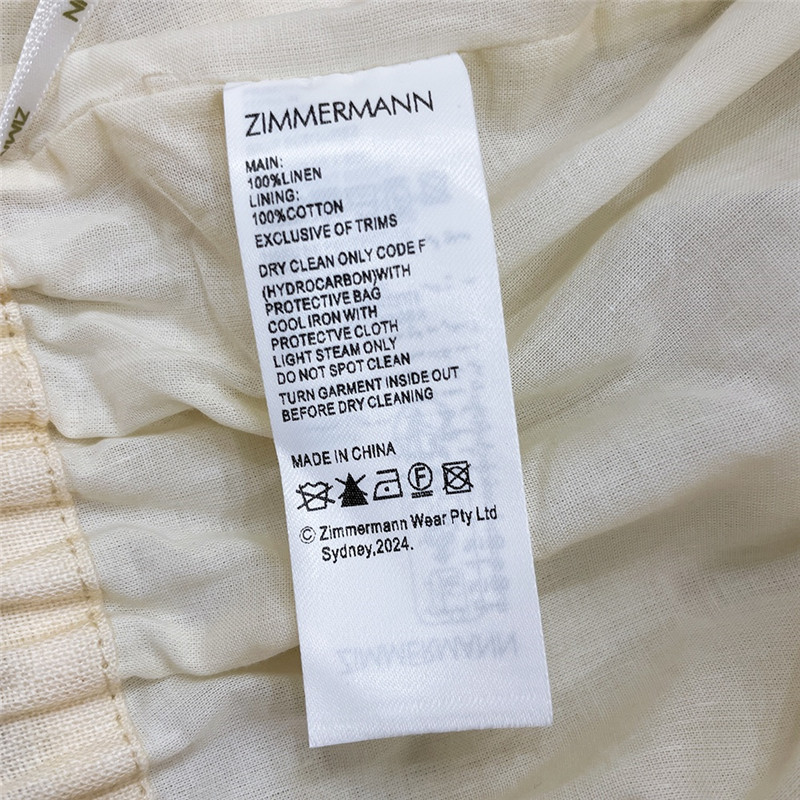 ZIMMERMANN
MAIN:
100%LINEN
LINING:
100%COTTON
EXCLUSIVE OF TRIMS
DRY CLEAN ONLY CODE F
(HYDROCARBON)WITH
PROTECTIVE BAG
COOL IRON WITH
PROTECTVE CLOTH
LIGHT STEAM ONLY
DO NOT SPOT CLEAN
TURN GARMENT INSIDE OUT
BEFORE DRY CLEANING
MADE IN CHINA
F
© Zimmermann Wear Pty Ltd
Sydney,2024.
ZIMMERMANN